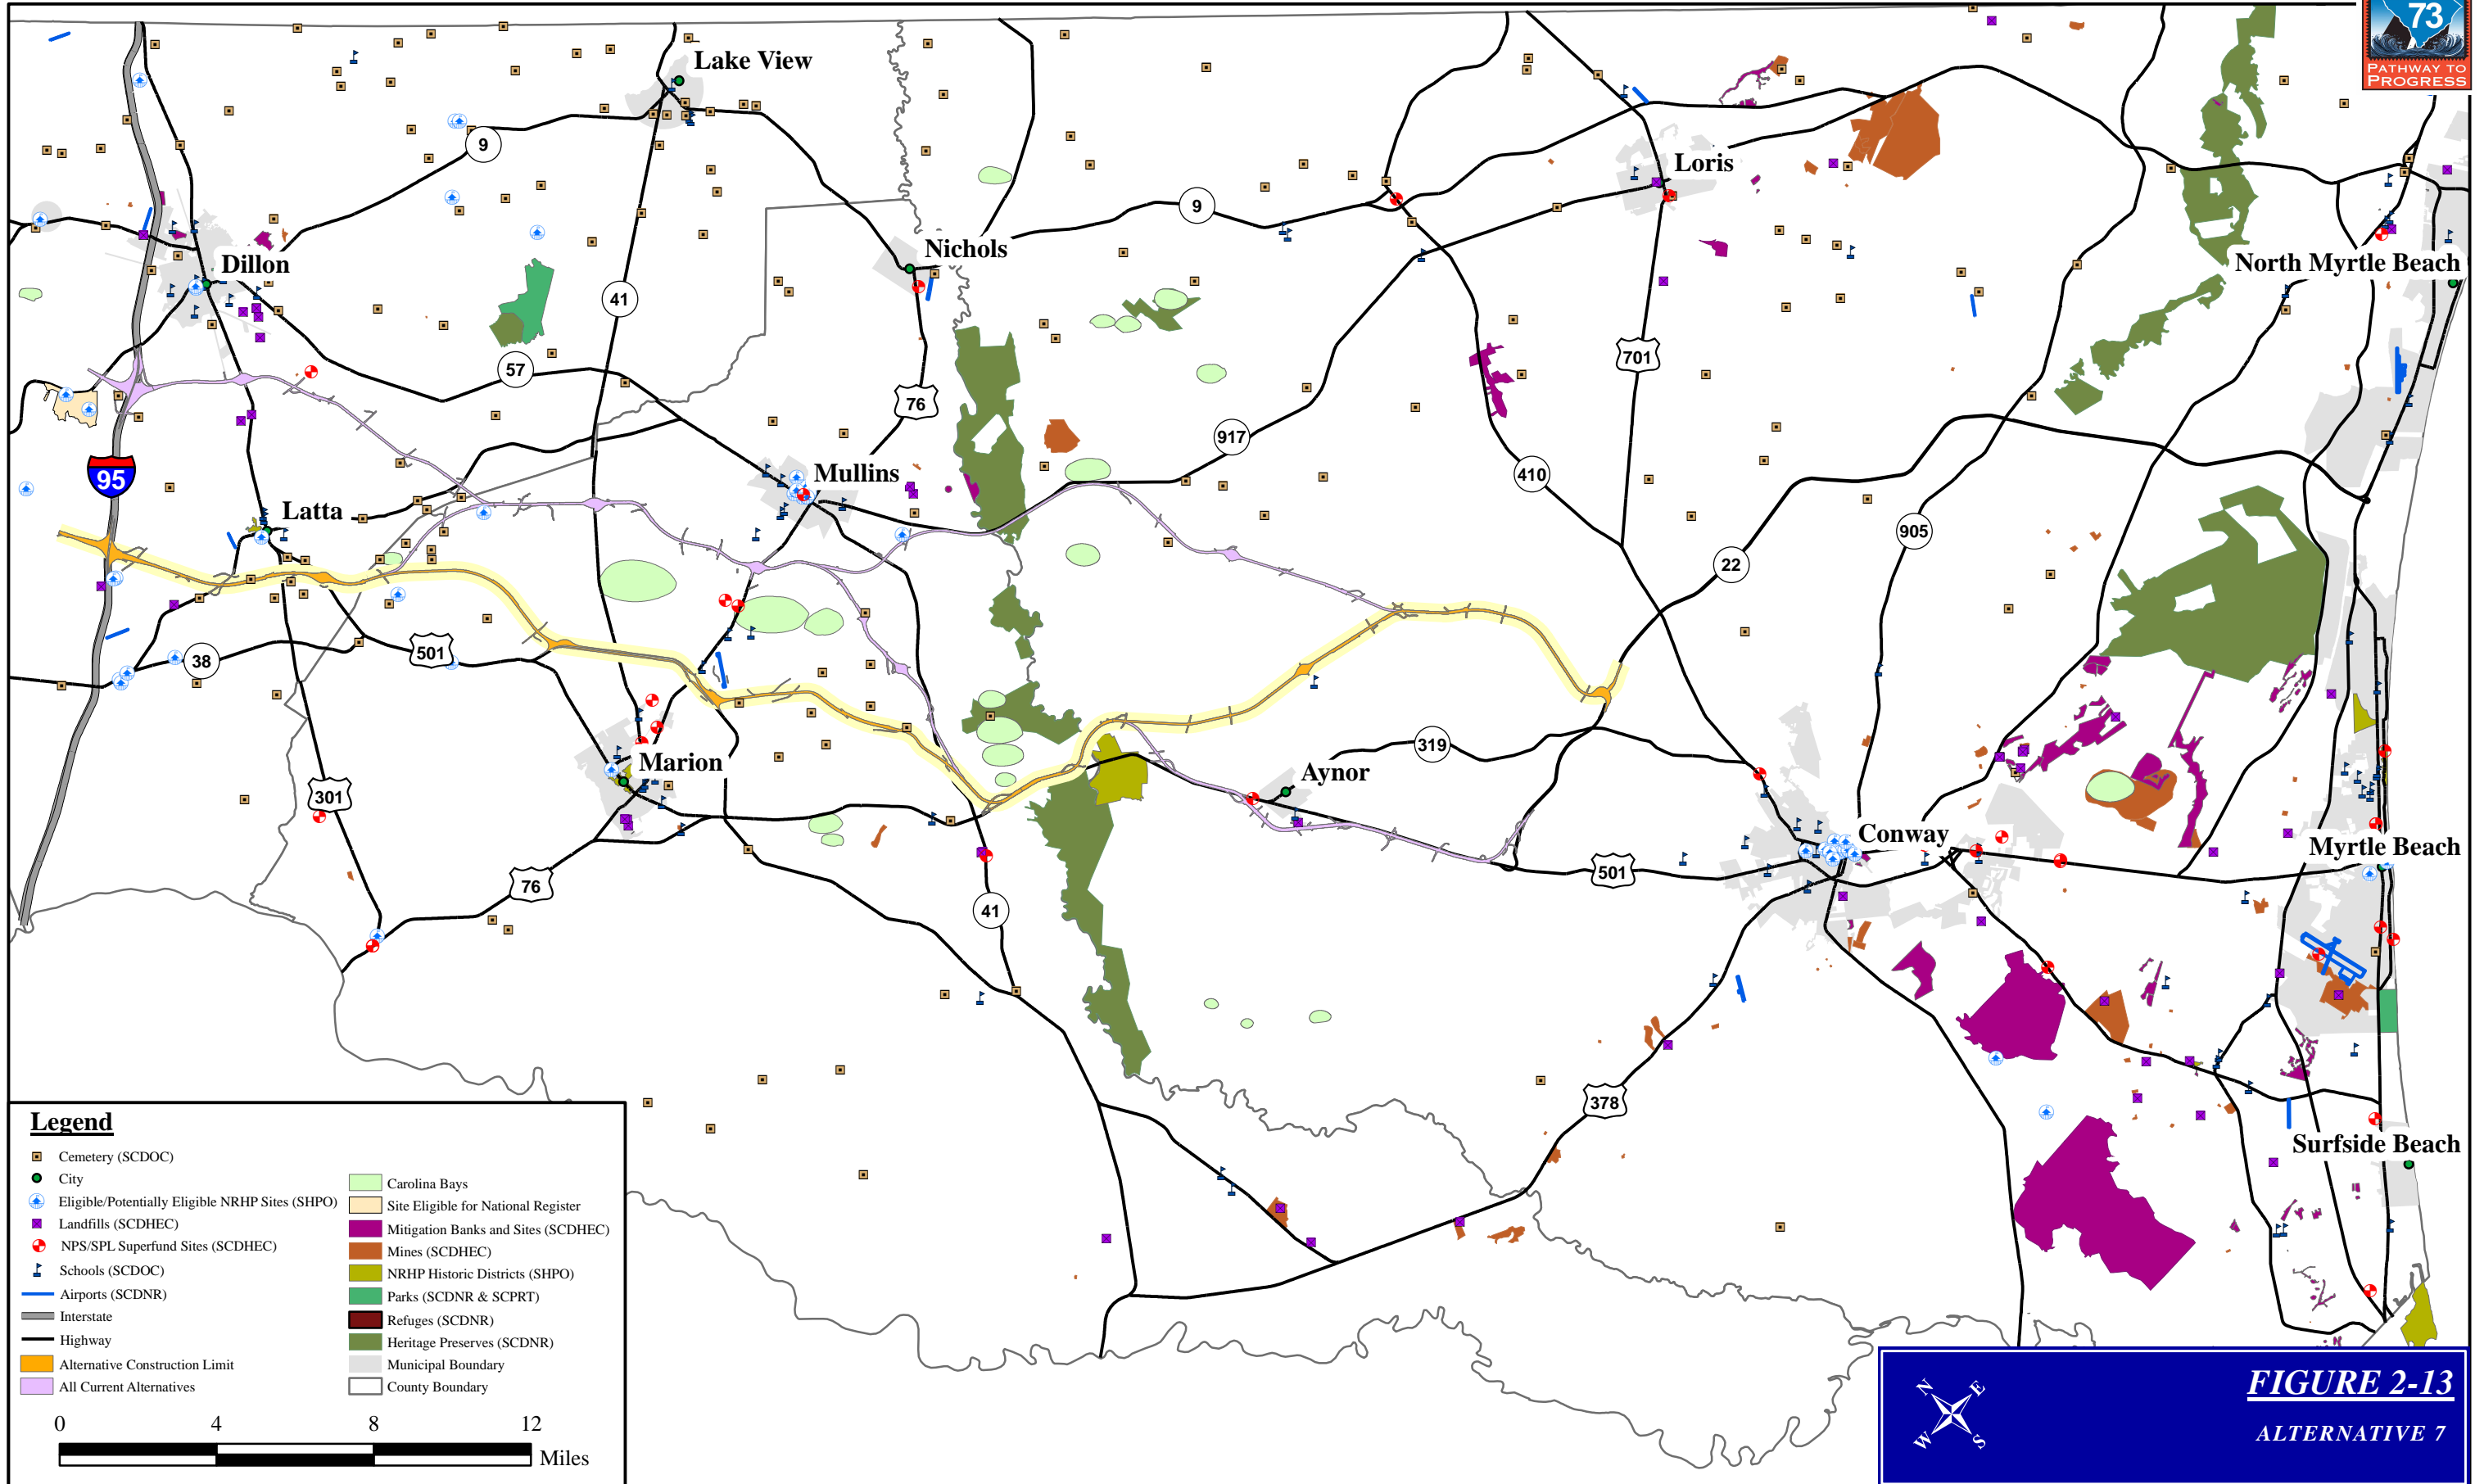 73
PATHWAY TO
PROGRESS
Lake View
9
Loris
9
Nichols
North Myrtle Beach
Dillon
41
701
57
76
917
Mullins
410
95
Latta
905
22
501
38
319
Marion
Aynor
301
Conway
Myrtle Beach
501
76
41
378
Surfside Beach
Legend
Cemetery (SCDOC)
City
Eligible/Potentially Eligible NRHP Sites (SHPO)
Landfills (SCDHEC)
NPS/SPL Superfund Sites (SCDHEC)
Schools (SCDOC)
Airports (SCDNR)
Interstate
Highway
Alternative Construction Limit
All Current Alternatives
Carolina Bays
Site Eligible for National Register
Mitigation Banks and Sites (SCDHEC)
Mines (SCDHEC)
NRHP Historic Districts (SHPO)
Parks (SCDNR & SCPRT)
Refuges (SCDNR)
Heritage Preserves (SCDNR)
Municipal Boundary
County Boundary
0 4 8 12
Miles
N E
W S
FIGURE 2-13
ALTERNATIVE 7